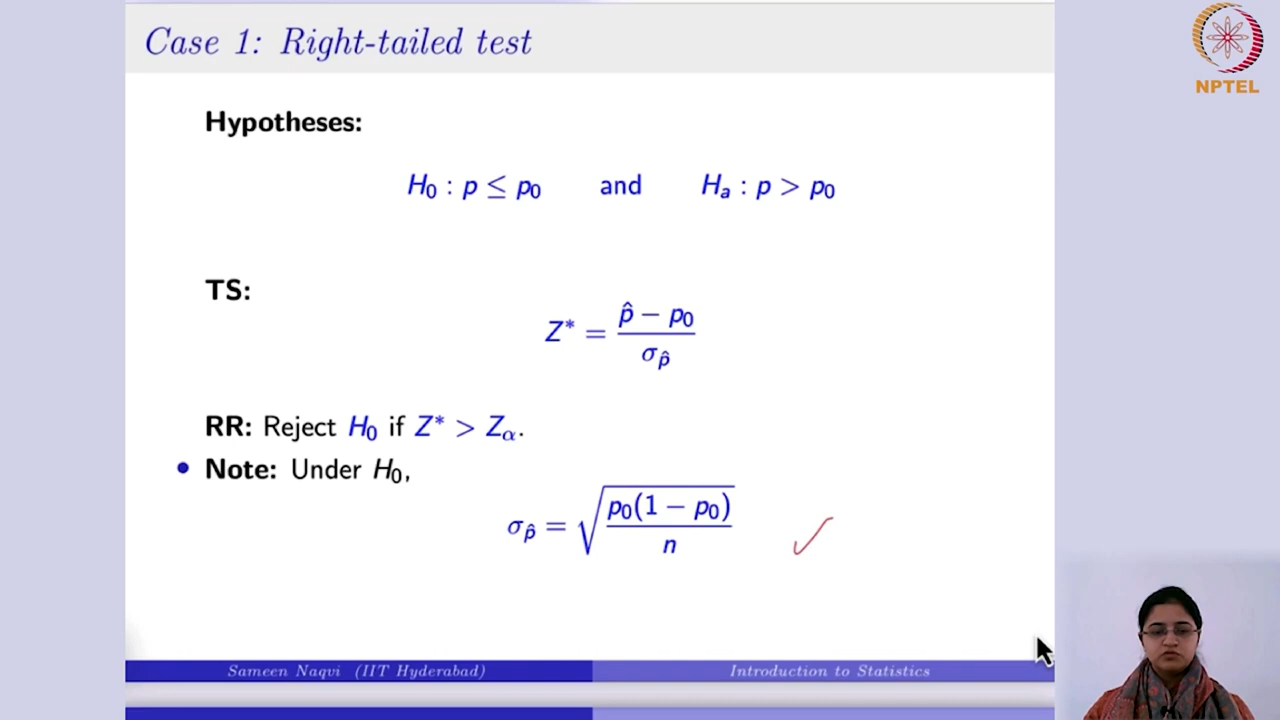 Case 1: Right-tailed test
NPTEL
Hypotheses:
H₀ : p ≤ p₀ and Hₐ : p > p₀
TS:
Z* = (p̂ − p₀) / σ_p̂
RR: Reject H₀ if Z* > Z_α.
• Note: Under H₀,
σ_p̂ = √(p₀(1 − p₀) / n)
Sameen Naqvi (IIT Hyderabad) Introduction to Statistics